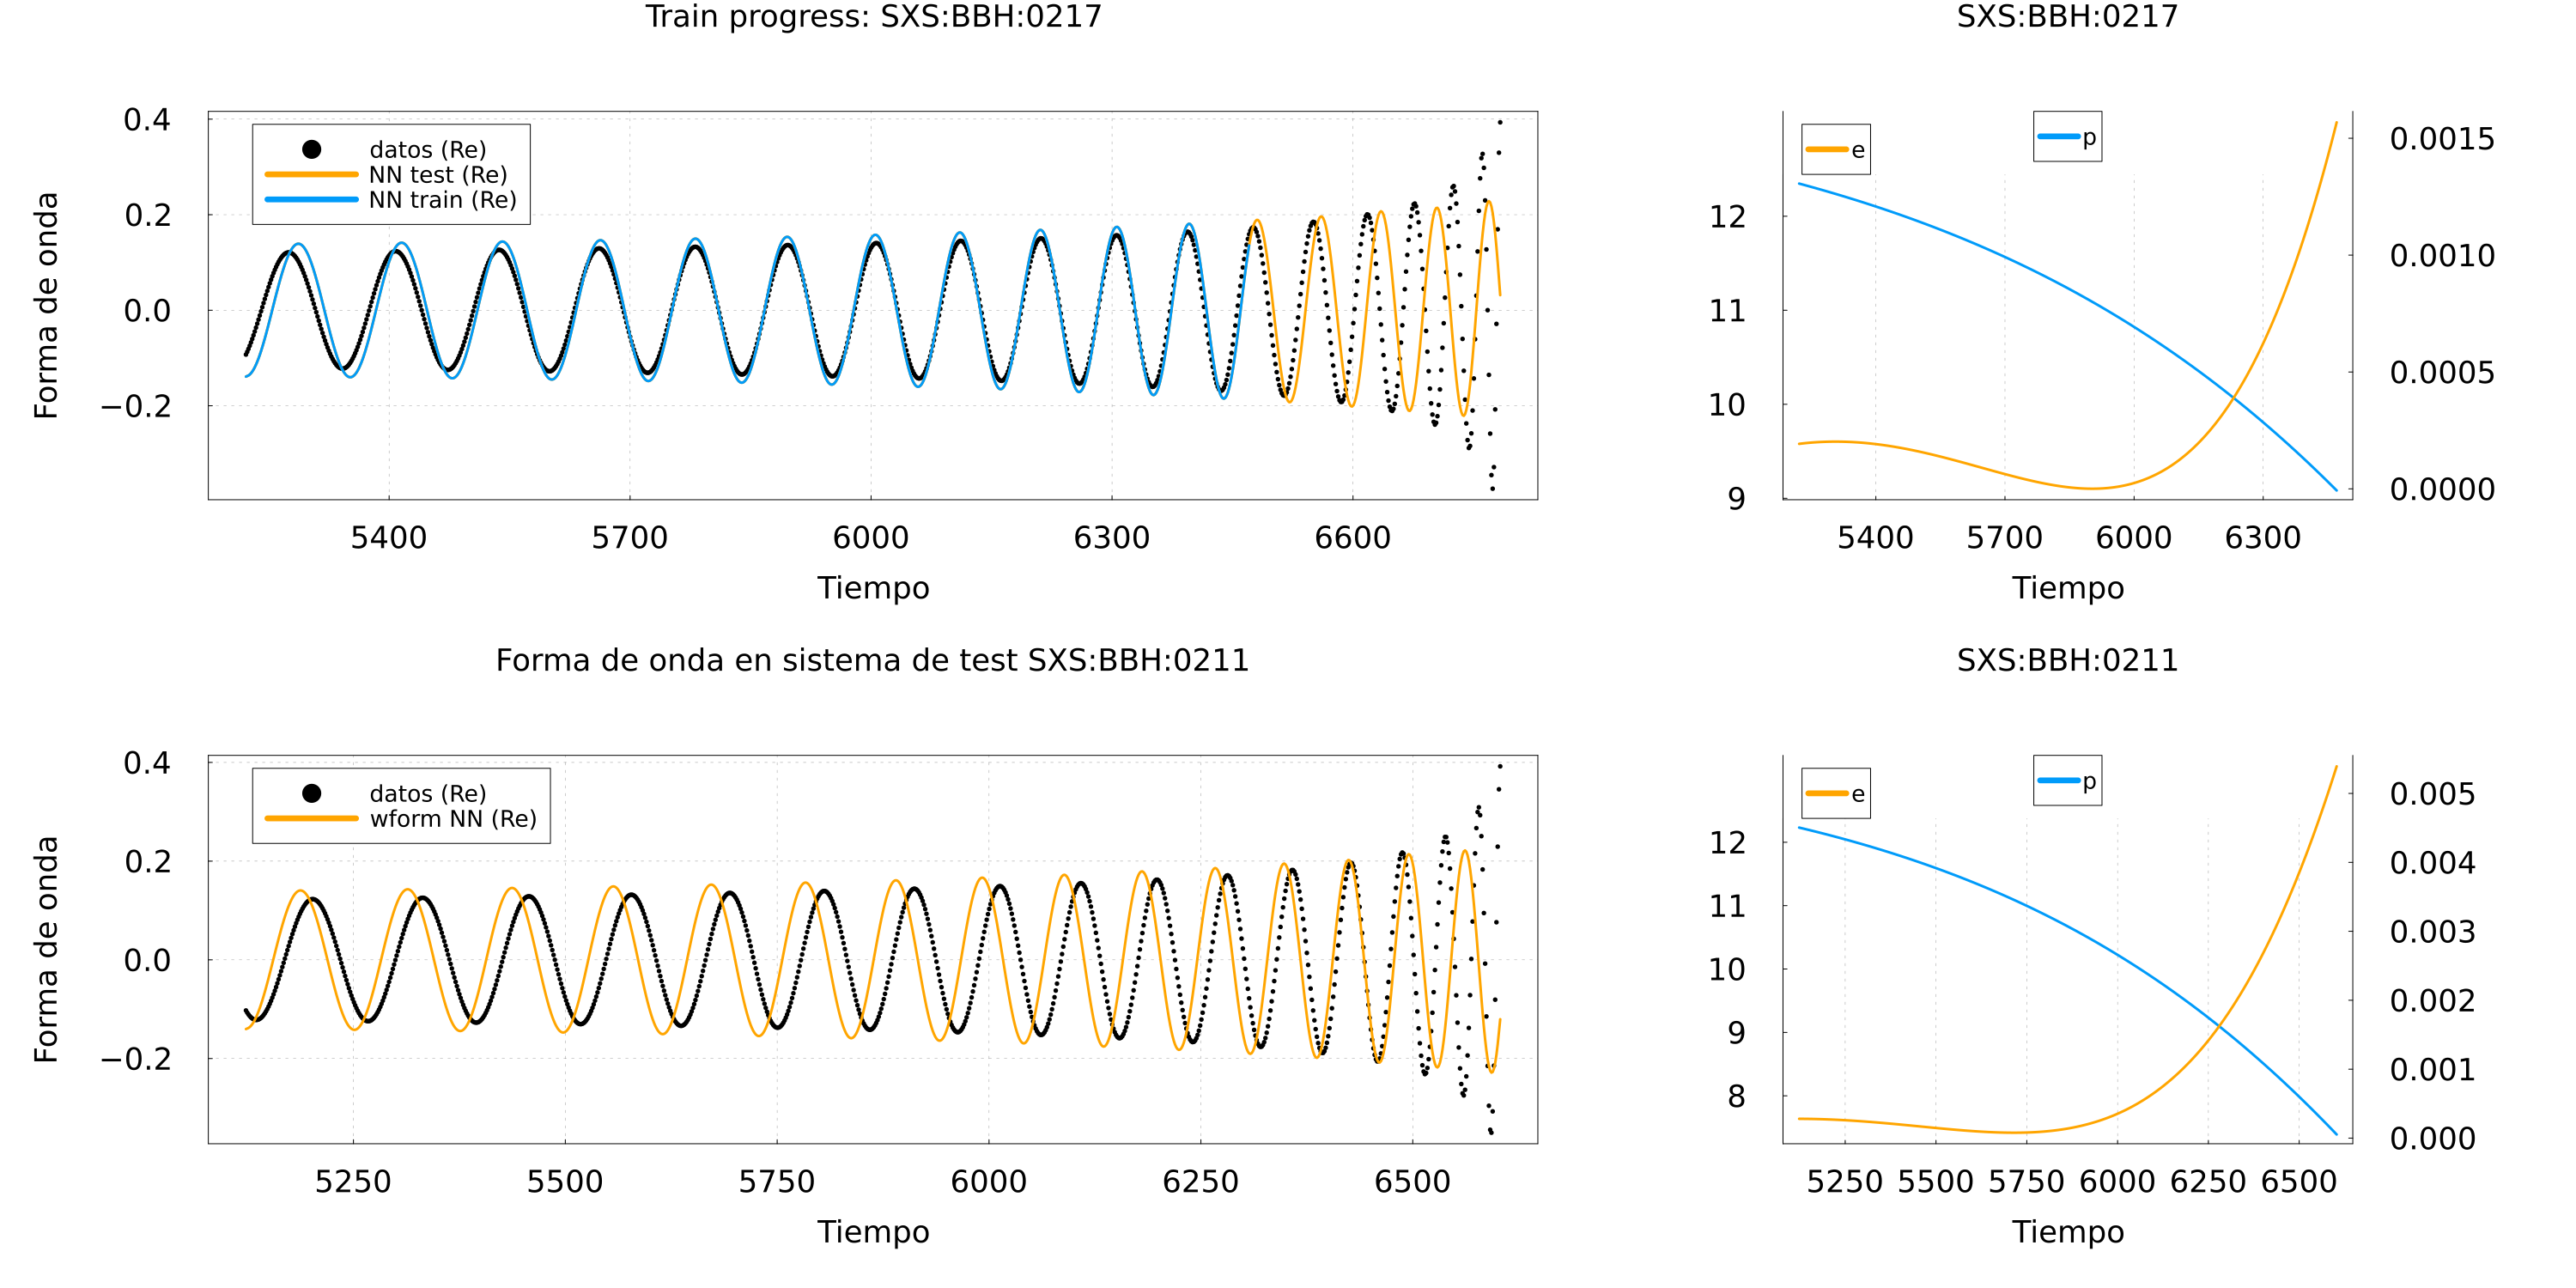 Train progress: SXS:BBH:0217
Forma de onda
0.4
0.2
0.0
−0.2
datos (Re)
NN test (Re)
NN train (Re)
5400 5700 6000 6300 6600
Tiempo
SXS:BBH:0217
12
11
10
9
e
p
0.0015
0.0010
0.0005
0.0000
5400 5700 6000 6300
Tiempo
Forma de onda en sistema de test SXS:BBH:0211
Forma de onda
0.4
0.2
0.0
−0.2
datos (Re)
wform NN (Re)
5250 5500 5750 6000 6250 6500
Tiempo
SXS:BBH:0211
12
11
10
9
8
e
p
0.005
0.004
0.003
0.002
0.001
0.000
5250 5500 5750 6000 6250 6500
Tiempo